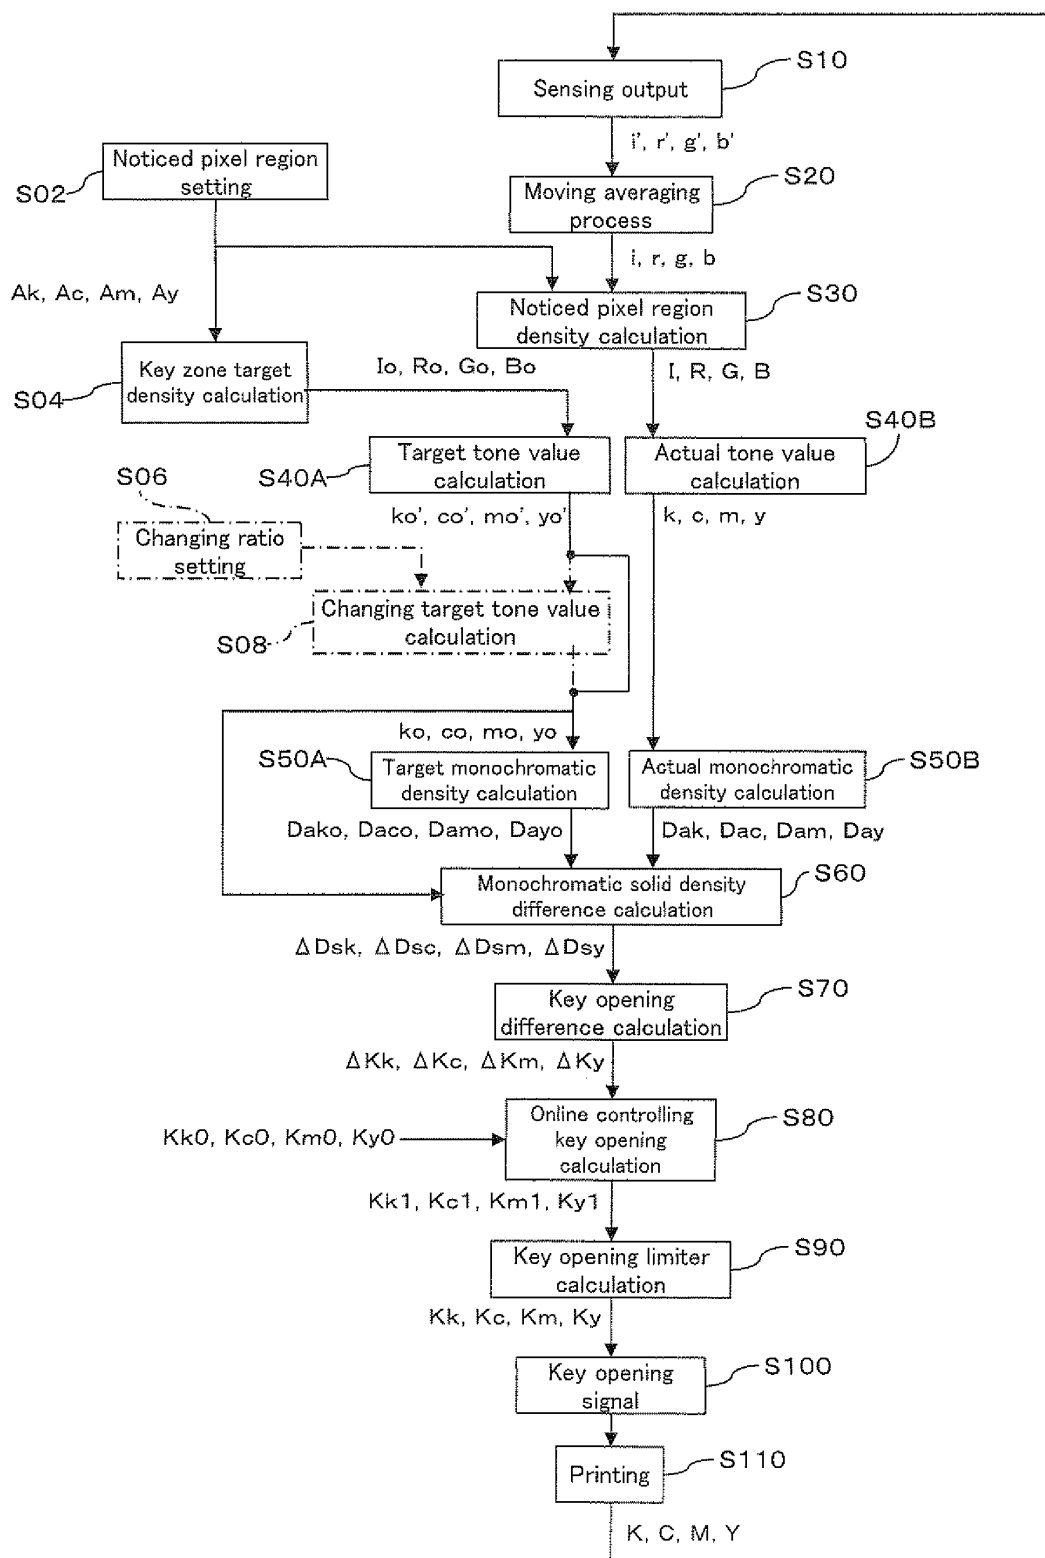 S10
Sensing output
i', r', g', b'
Noticed pixel region
setting
S02
S20
Moving averaging
process
i, r, g, b
Ak, Ac, Am, Ay
S30
Noticed pixel region
density calculation
Key zone target
density calculation
S04
Io, Ro, Go, Bo
I, R, G, B
S40B
Target tone value
calculation
S40A
Actual tone value
calculation
S06
ko', co', mo', yo'
k, c, m, y
Changing ratio
setting
Changing target tone value
calculation
S08
ko, co, mo, yo
S50A
Target monochromatic
density calculation
Actual monochromatic
density calculation
S50B
Dako, Daco, Damo, Dayo
Dak, Dac, Dam, Day
S60
Monochromatic solid density
difference calculation
ΔDsk, ΔDsc, ΔDsm, ΔDsy
S70
Key opening
difference calculation
ΔKk, ΔKc, ΔKm, ΔKy
S80
Online controlling
key opening
calculation
Kk0, Kc0, Km0, Ky0
Kk1, Kc1, Km1, Ky1
S90
Key opening limiter
calculation
Kk, Kc, Km, Ky
S100
Key opening
signal
S110
Printing
K, C, M, Y